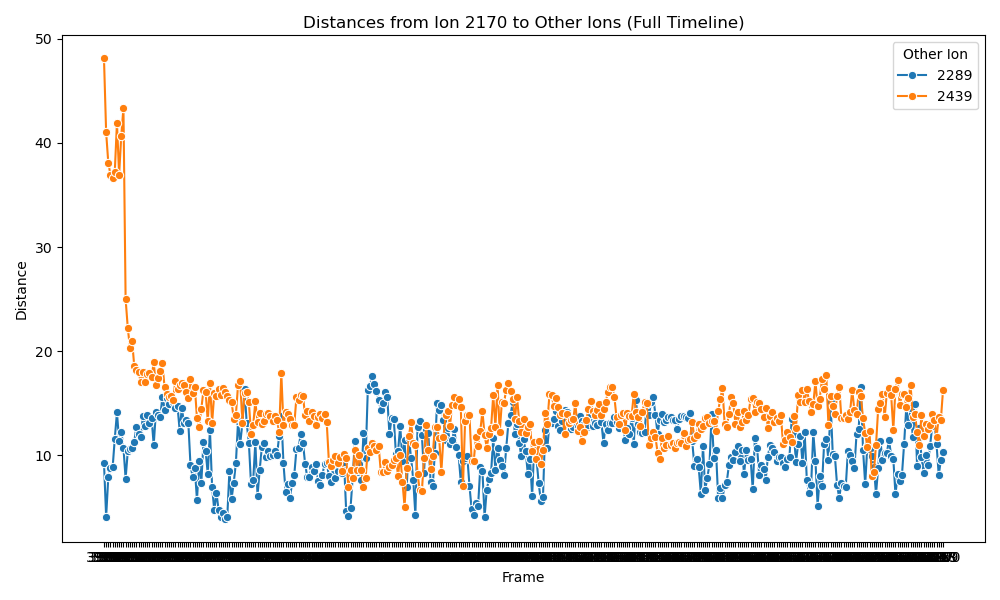 Distances from Ion 2170 to Other Ions (Full Timeline)
50
Other Ion
2289
2439
40
30
Distance
20
10
Frame